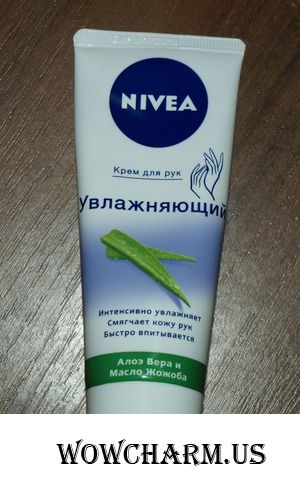 NIVEA
Крем для рук
увлажняющий
Интенсивно увлажняет
Смягчает кожу рук
Быстро впитывается
Алоэ Вера и
Масло Жожоба
WOWCHARM.US